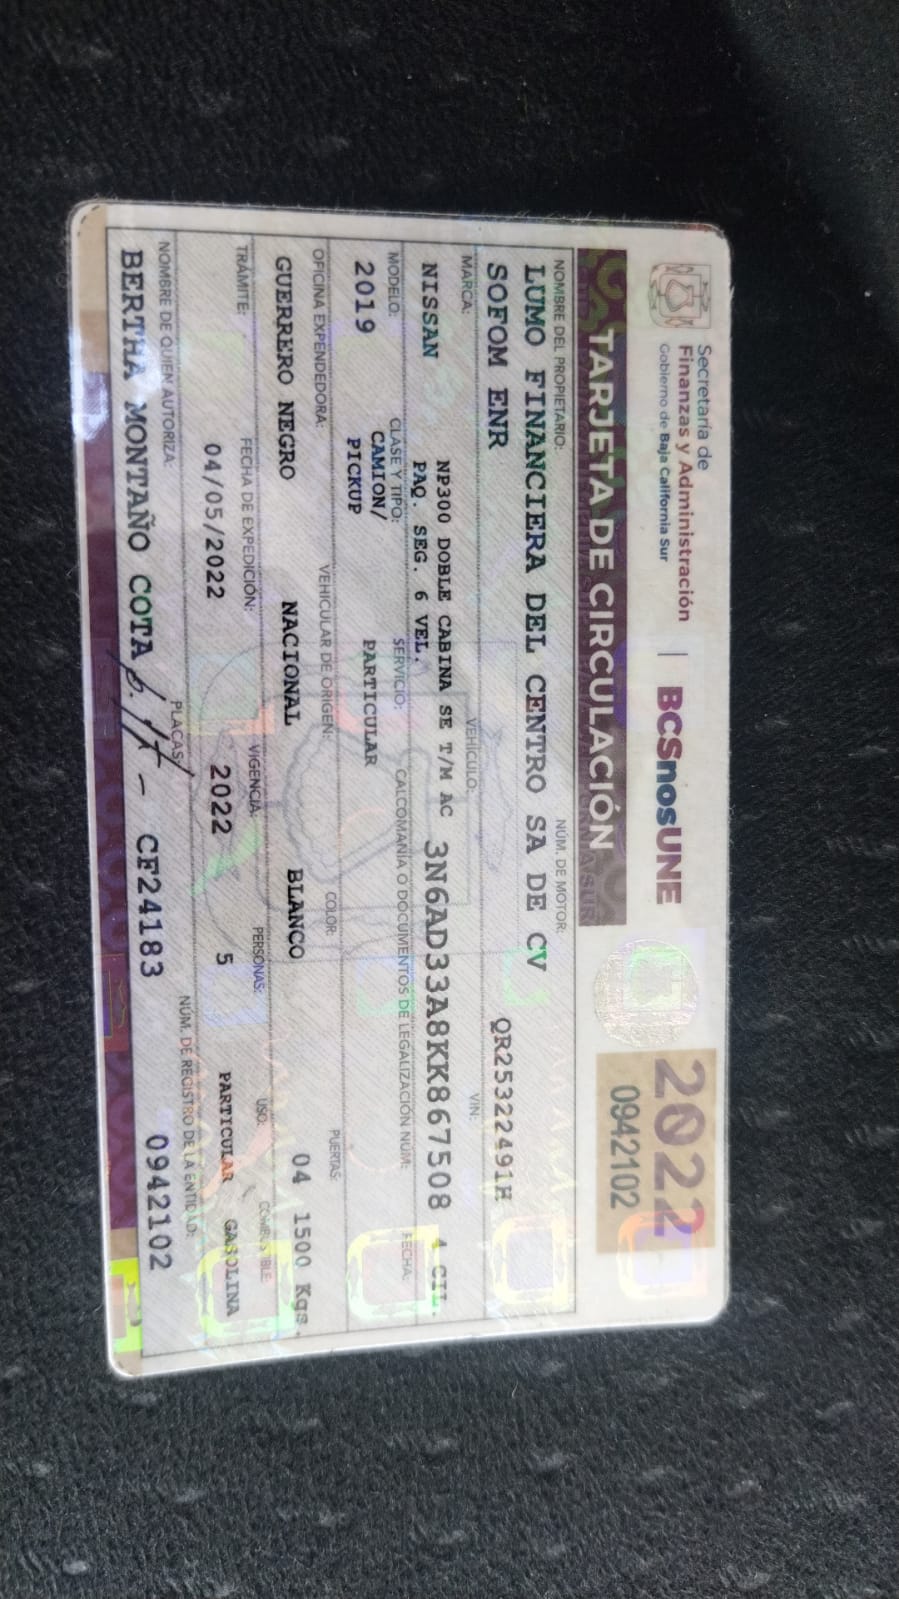 Secretaría de
Finanzas y Administración
Gobierno de Baja California Sur
BCSnosUNE
2022
0942102
TARJETA DE CIRCULACIÓN
NOMBRE DEL PROPIETARIO: NÚM. DE MOTOR:
LUMO FINANCIERA DEL CENTRO SA DE CV
SOFOM ENR QR25322491H
MARCA: VEHÍCULO: VIN:
NISSAN NP300 DOBLE CABINA SE T/M AC 3N6AD33A8KK867508 4 CIL.
PAQ. SEG. 6 VEL.
MODELO: CLASE Y TIPO: SERVICIO: CALCOMANÍA O DOCUMENTOS DE LEGALIZACIÓN NÚM: FECHA:
2019 CAMION/ PARTICULAR
PICKUP
OFICINA EXPENDEDORA: VEHICULAR DE ORIGEN: COLOR: PUERTAS:
GUERRERO NEGRO NACIONAL BLANCO 04 1500 Kgs.
TRÁMITE: FECHA DE EXPEDICIÓN: VIGENCIA: PERSONAS: USO: COMBUSTIBLE:
04/05/2022 2022 5 PARTICULAR GASOLINA
NOMBRE DE QUIEN AUTORIZA: PLACAS: NÚM. DE REGISTRO DE LA ENTIDAD:
BERTHA MONTAÑO COTA CF24183 0942102